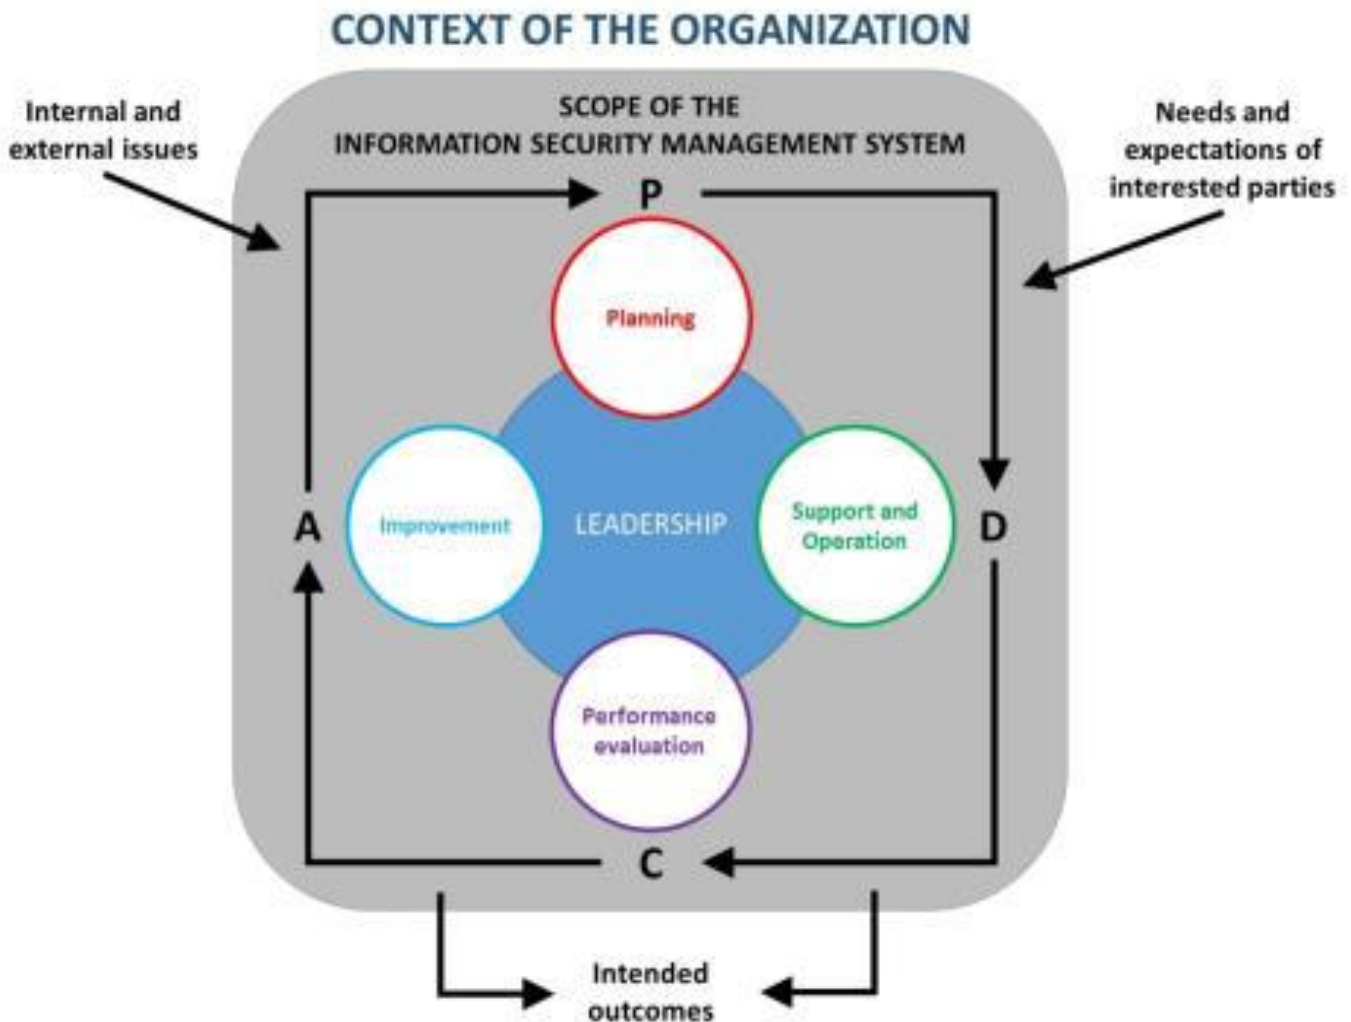 CONTEXT OF THE ORGANIZATION
Internal and
external issues
SCOPE OF THE
INFORMATION SECURITY MANAGEMENT SYSTEM
Needs and
expectations of
interested parties
P
Planning
A
Improvement
LEADERSHIP
Support and
Operation
D
Performance
evaluation
C
Intended
outcomes